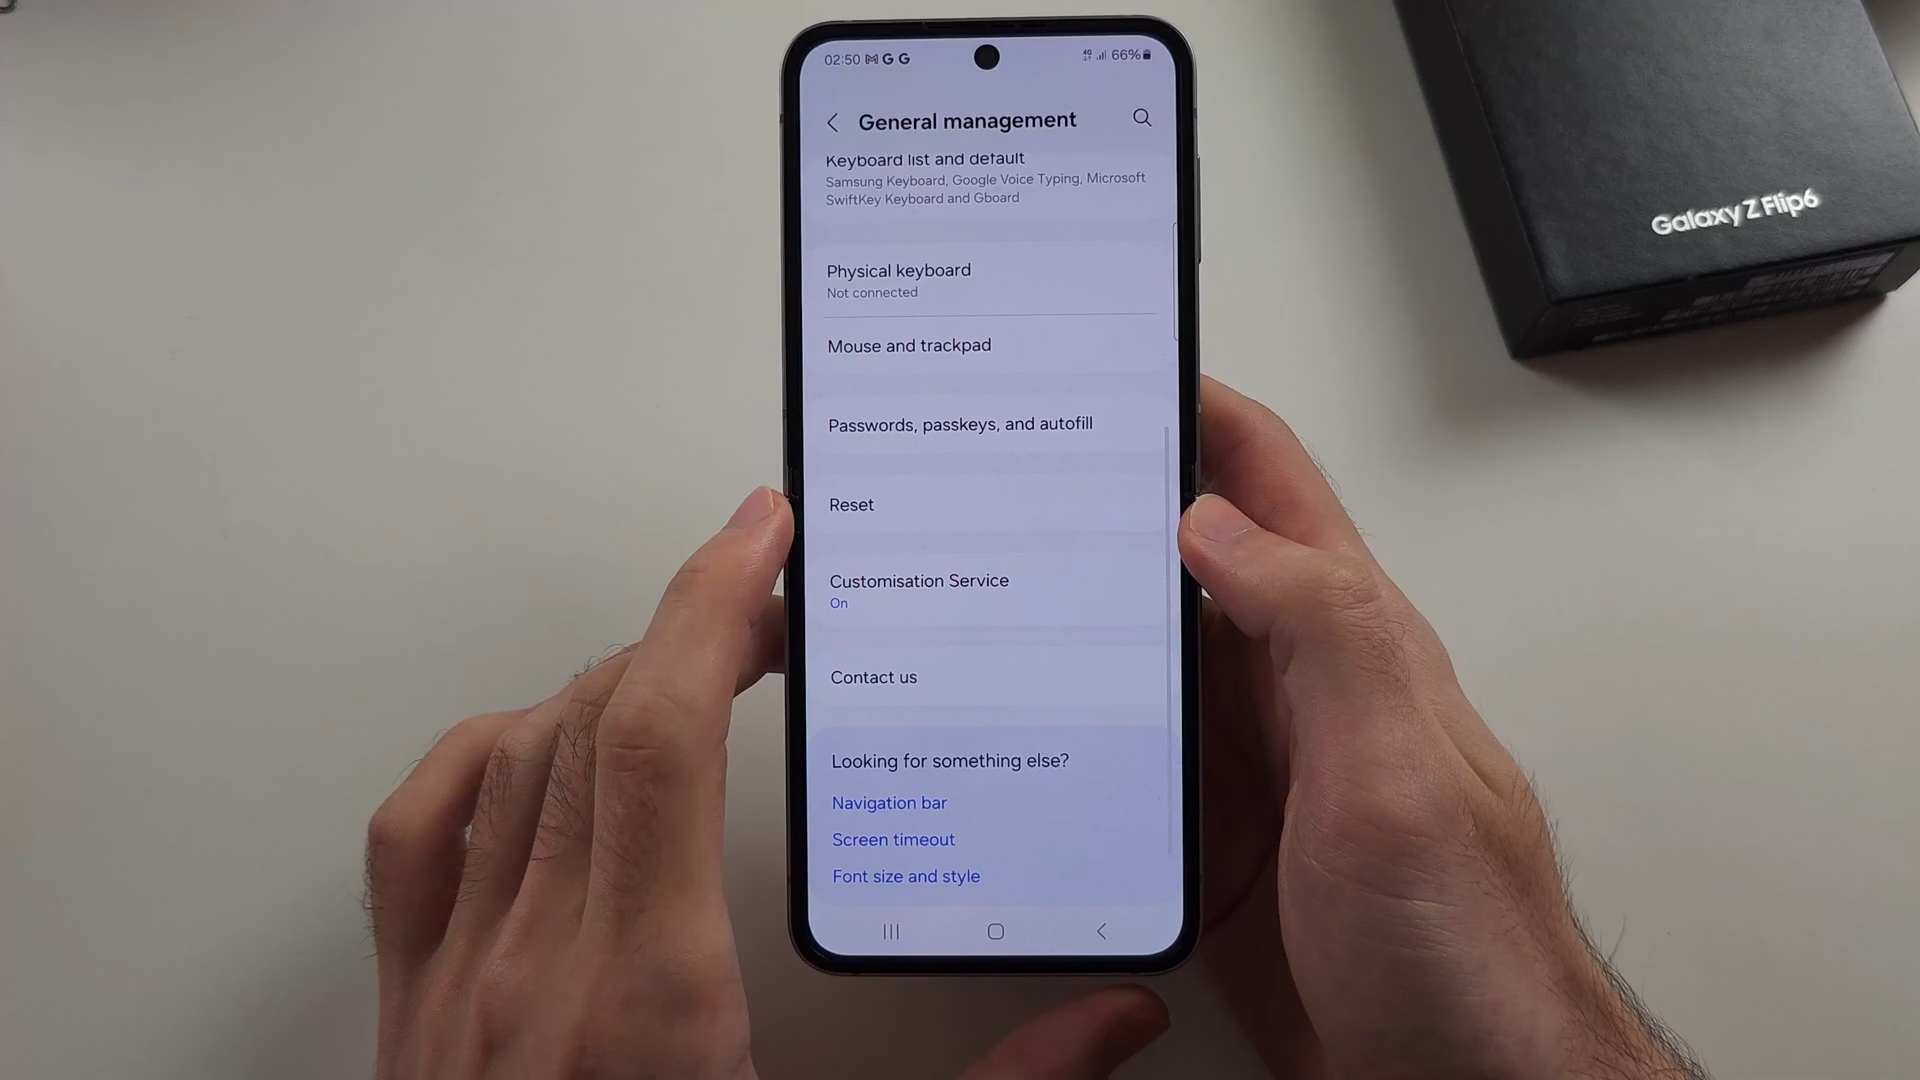 02:50 M G G 4G 66%
General management
Keyboard list and default
Samsung Keyboard, Google Voice Typing, Microsoft
SwiftKey Keyboard and Gboard
Physical keyboard
Not connected
Mouse and trackpad
Passwords, passkeys, and autofill
Reset
Customisation Service
On
Contact us
Looking for something else?
Navigation bar
Screen timeout
Font size and style
Galaxy Z Flip6